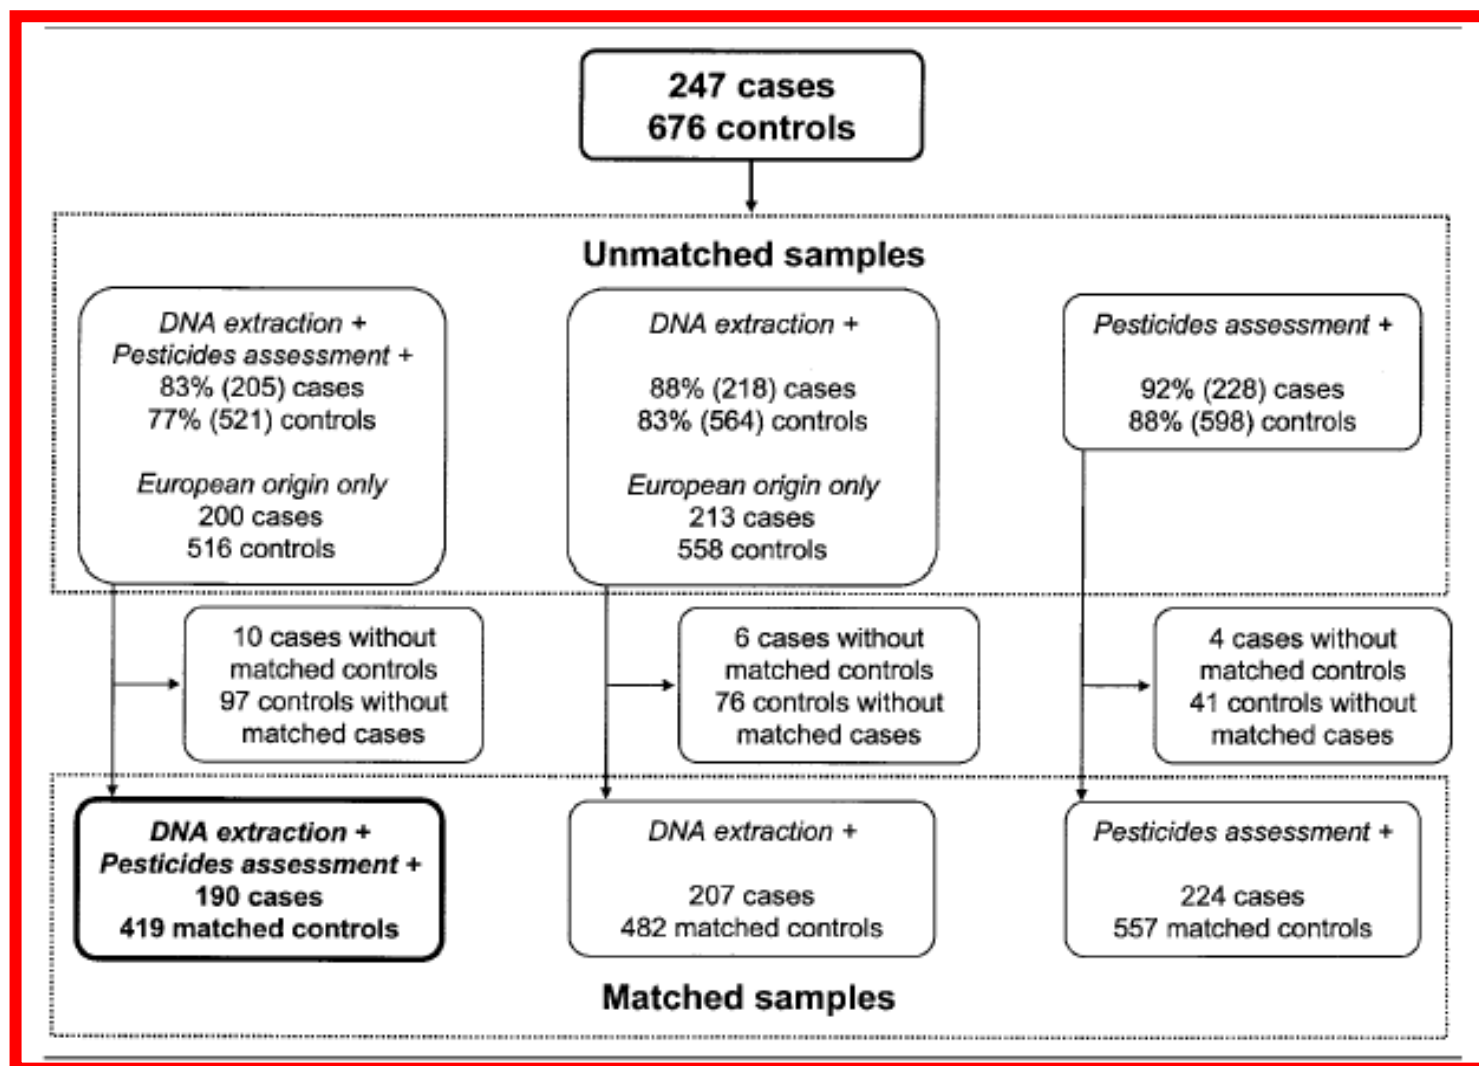 247 cases
676 controls
Unmatched samples
DNA extraction +
Pesticides assessment +
83% (205) cases
77% (521) controls
European origin only
200 cases
516 controls
DNA extraction +
88% (218) cases
83% (564) controls
European origin only
213 cases
558 controls
Pesticides assessment +
92% (228) cases
88% (598) controls
10 cases without
matched controls
97 controls without
matched cases
6 cases without
matched controls
76 controls without
matched cases
4 cases without
matched controls
41 controls without
matched cases
DNA extraction +
Pesticides assessment +
190 cases
419 matched controls
DNA extraction +
207 cases
482 matched controls
Pesticides assessment +
224 cases
557 matched controls
Matched samples